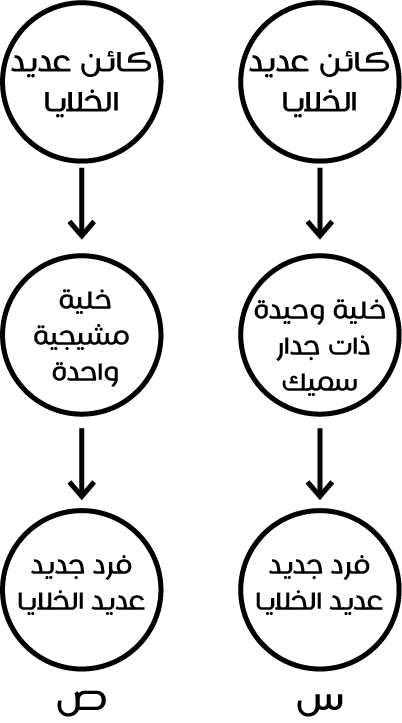 كائن عديد
الخلايا
خلية وحيدة
ذات جدار
سميك
فرد جديد
عديد الخلايا
س
كائن عديد
الخلايا
خلية
مشيجية
واحدة
فرد جديد
عديد الخلايا
ص